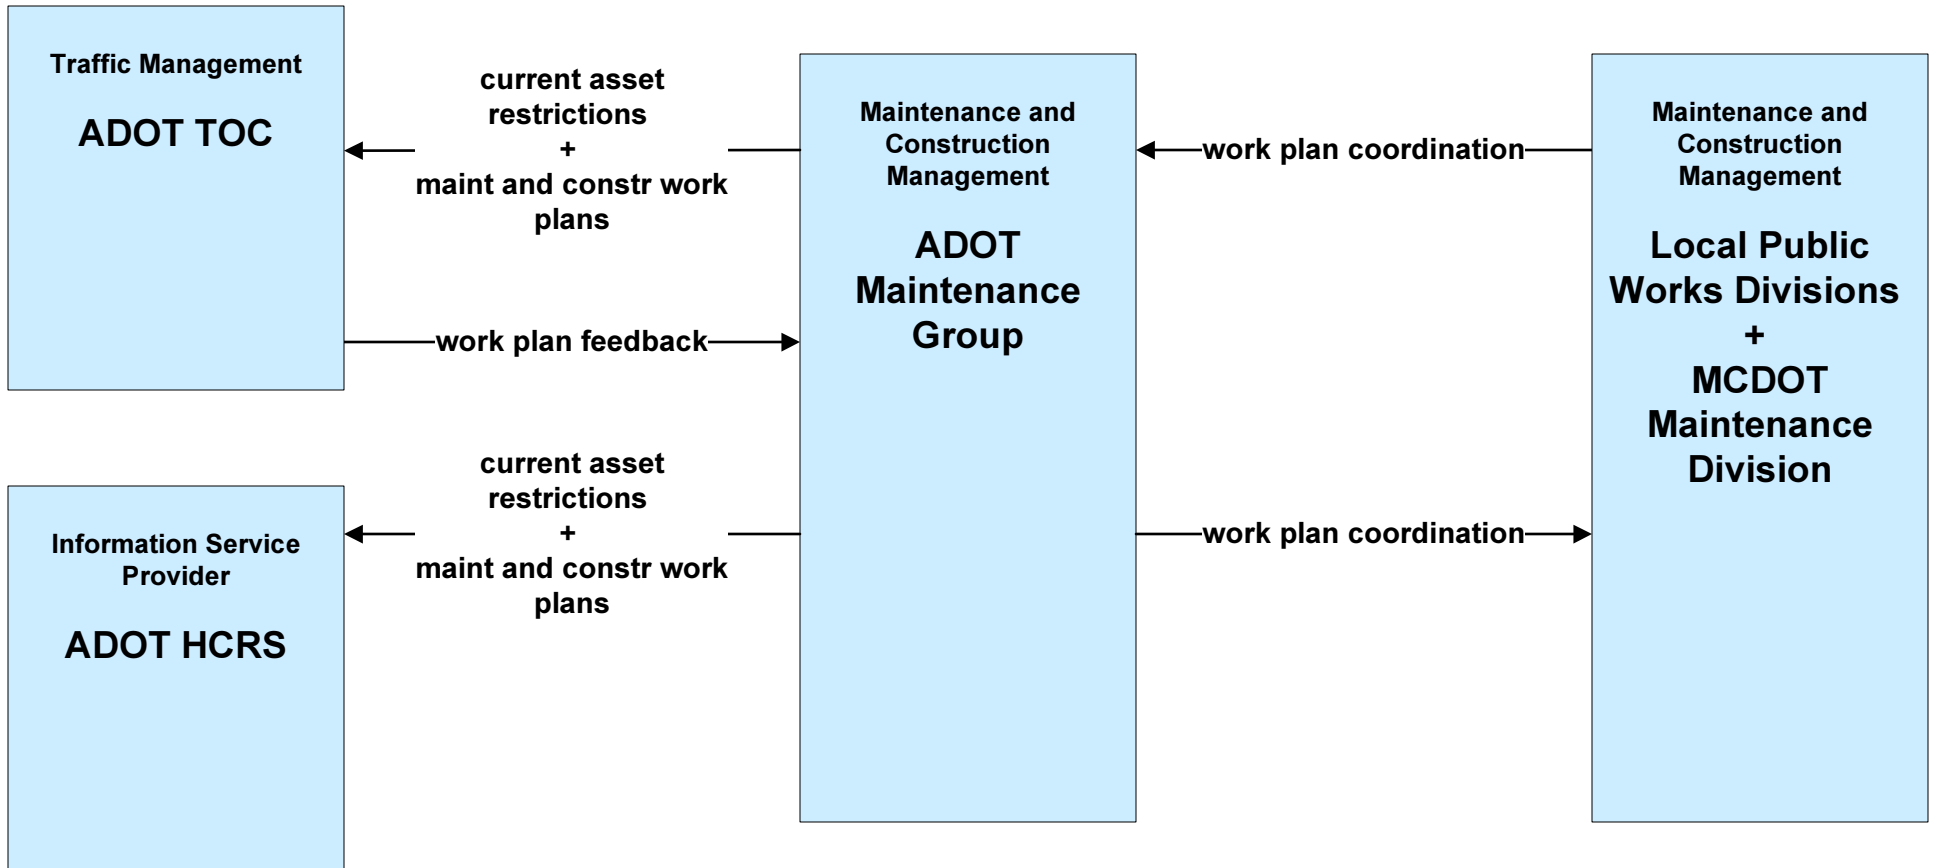 Traffic Management
ADOT TOC
current asset
restrictions
+
maint and constr work
plans
work plan feedback
Information Service
Provider
ADOT HCRS
current asset
restrictions
+
maint and constr work
plans
Maintenance and
Construction
Management
ADOT
Maintenance
Group
work plan coordination
work plan coordination
Maintenance and
Construction
Management
Local Public
Works Divisions
+
MCDOT
Maintenance
Division